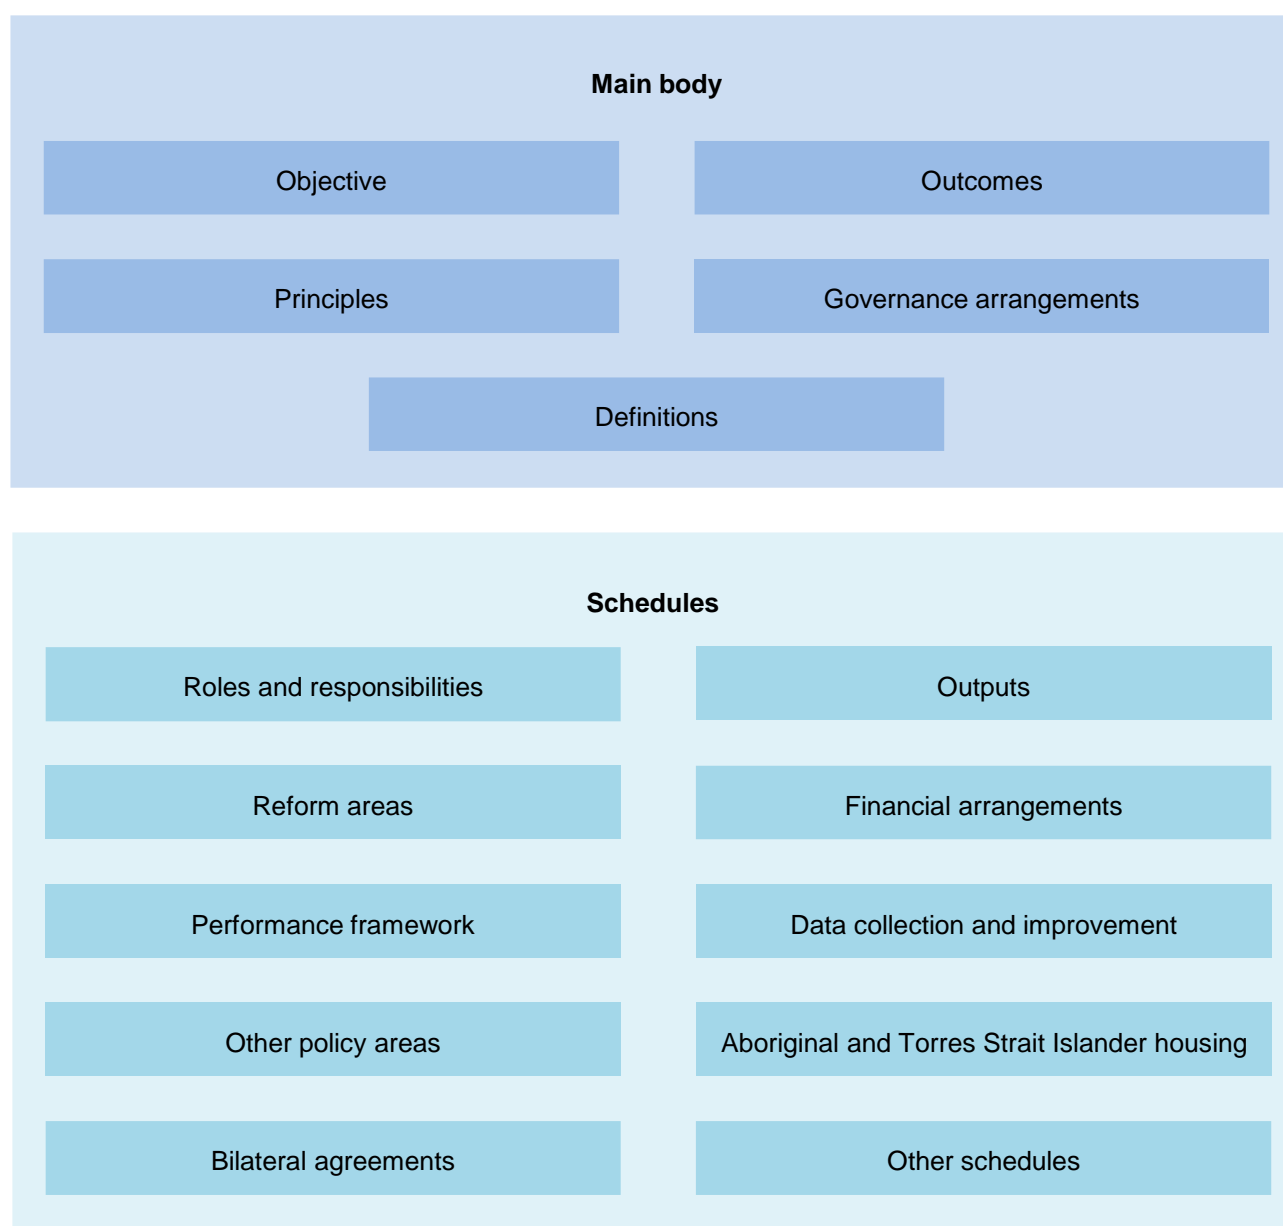 Main body
Objective
Outcomes
Principles
Governance arrangements
Definitions
Schedules
Roles and responsibilities
Outputs
Reform areas
Financial arrangements
Performance framework
Data collection and improvement
Other policy areas
Aboriginal and Torres Strait Islander housing
Bilateral agreements
Other schedules